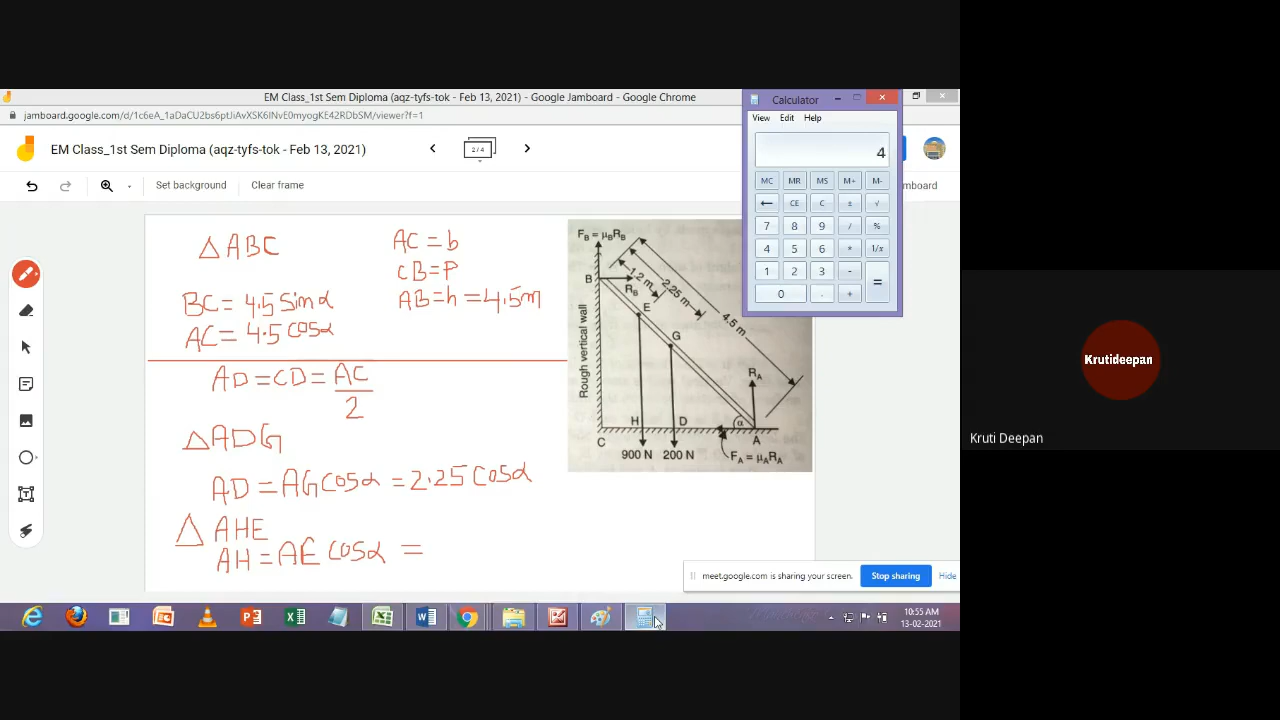 EM Class_1st Sem Diploma (aqz-tyfs-tok - Feb 13, 2021) - Google Jamboard - Google Chrome
jamboard.google.com/d/1c6eA_1aDaCU2bs6ptJiAvXSK6INvE0myogKE42RDbSM/viewer?f=1
EM Class_1st Sem Diploma (aqz-tyfs-tok - Feb 13, 2021)
2/4
Set background
Clear frame
Calculator
View Edit Help
4
MC MR MS M+ M-
← CE C ± √
7 8 9 / %
4 5 6 * 1/x
1 2 3 - =
0 . +
△ ABC
AC = b
CB = P
AB = h = 4.5m
BC = 4.5 Sinα
AC = 4.5 cosα
AD = CD = AC
2
△ADG
AD = AG cosα = 2.25 cosα
△ AHE
AH = AE cosα =
F_B = μ_B R_B
B
R_B
1.2 m
2.25 m
4.5 m
E
G
Rough vertical wall
R_A
H
D
α
C
A
900 N
200 N
F_A = μ_A R_A
meet.google.com is sharing your screen.
Stop sharing
Hide
10:55 AM
13-02-2021
Krutideepan
Kruti Deepan